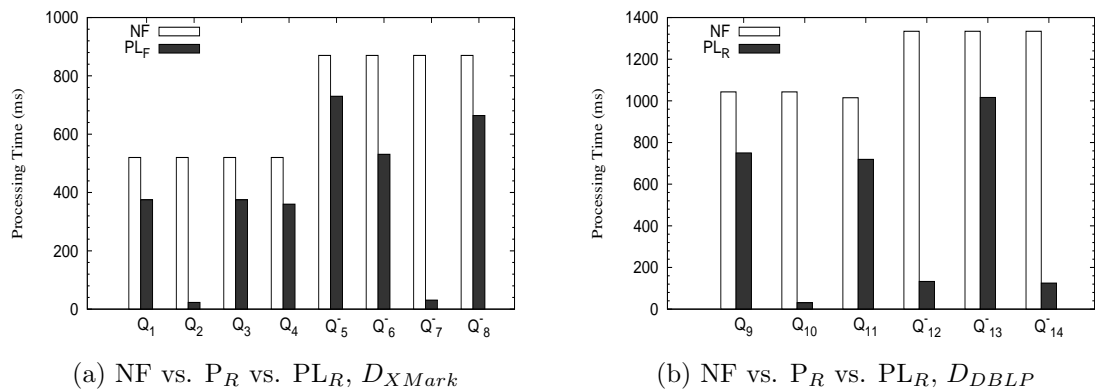 1000
800
600
400
200
0
Processing Time (ms)
NF
PL_F
Q_1 Q_2 Q_3 Q_4 Q^-_5 Q^-_6 Q^-_7 Q^-_8
(a) NF vs. P_R vs. PL_R, D_XMark
1400
1200
1000
800
600
400
200
0
Processing Time (ms)
NF
PL_R
Q_9 Q_10 Q_11 Q^-_12 Q^-_13 Q^-_14
(b) NF vs. P_R vs. PL_R, D_DBLP